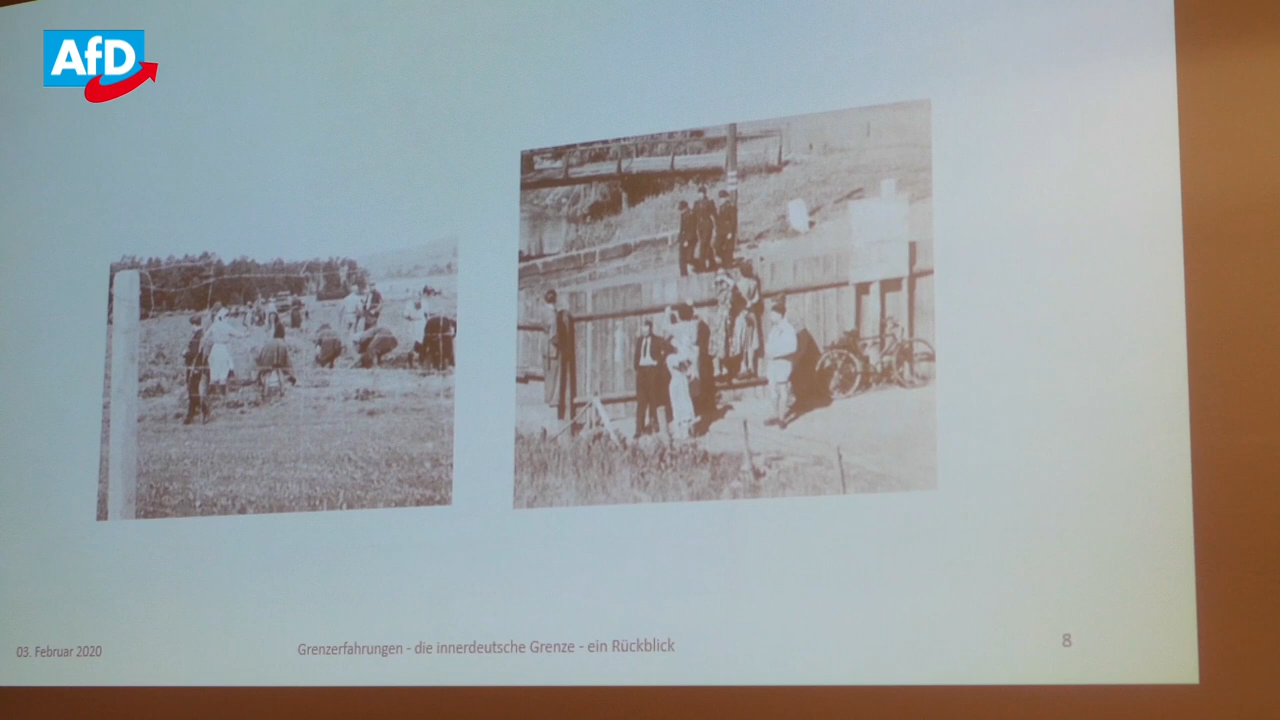 AfD
03. Februar 2020
Grenzerfahrungen - die innerdeutsche Grenze - ein Rückblick
8